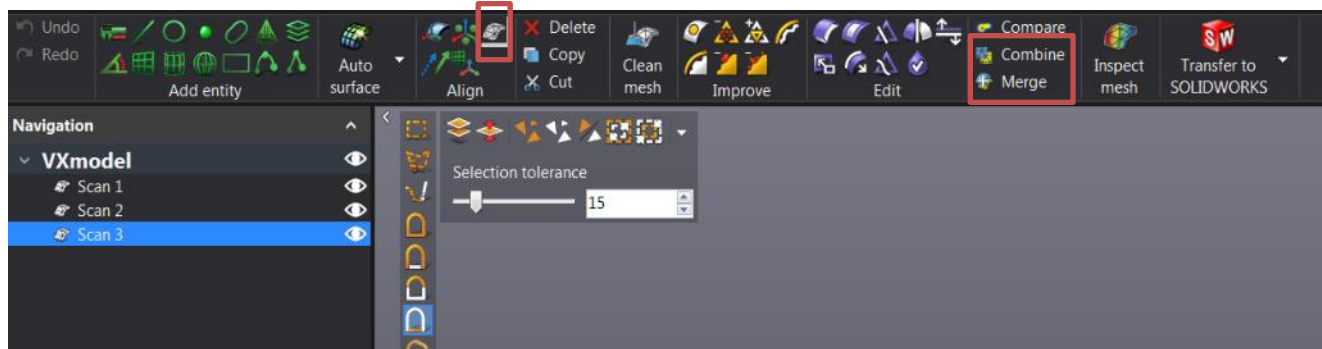 Undo
Redo
Add entity
Auto
surface
Align
Delete
Copy
Cut
Clean
mesh
Improve
Edit
Compare
Combine
Merge
Inspect
mesh
SW
Transfer to
SOLIDWORKS
Navigation
VXmodel
Scan 1
Scan 2
Scan 3
Selection tolerance
15